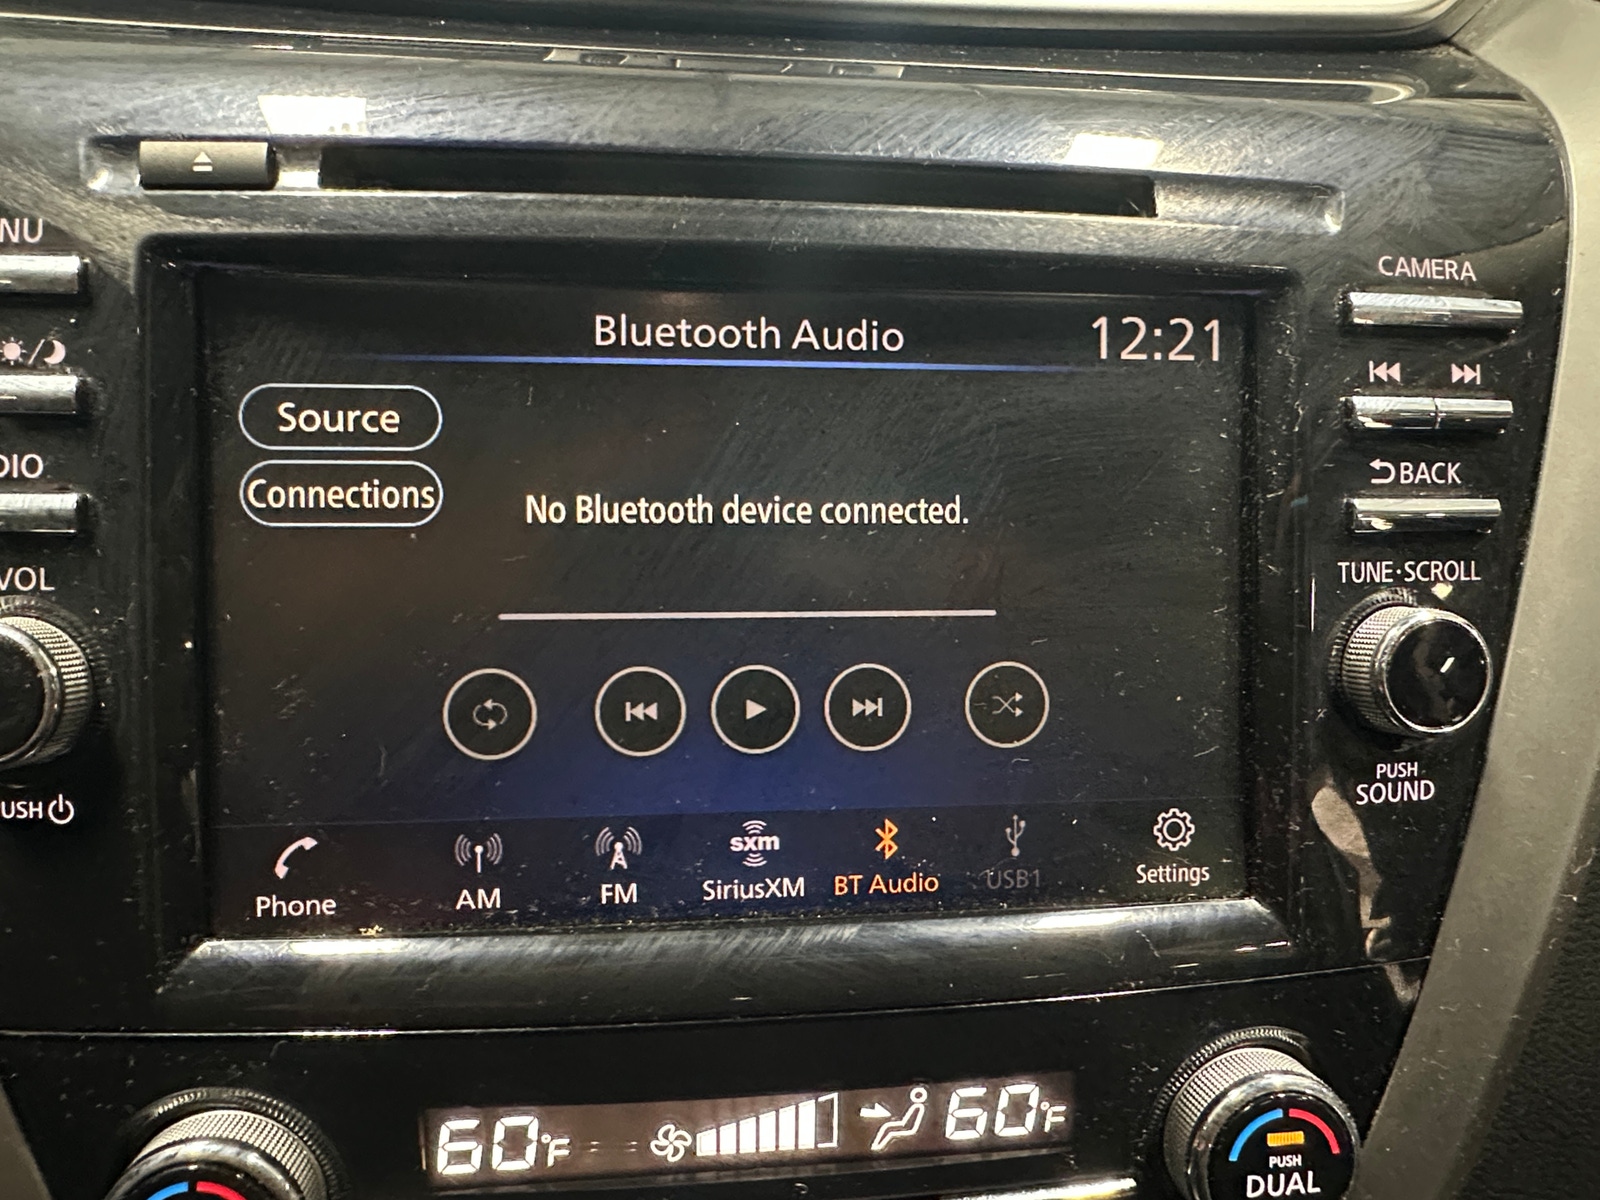 NU
CAMERA
Bluetooth Audio
12:21
Source
Connections
No Bluetooth device connected.
DIO
BACK
VOL
TUNE·SCROLL
USH
PUSH
SOUND
Phone
AM
FM
sxm
SiriusXM
BT Audio
USB1
Settings
60°F
60°F
PUSH
DUAL